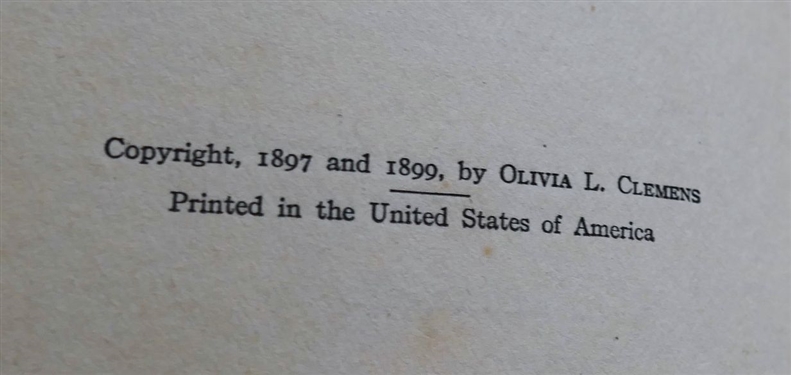 Copyright, 1897 and 1899, by OLIVIA L. CLEMENS
Printed in the United States of America